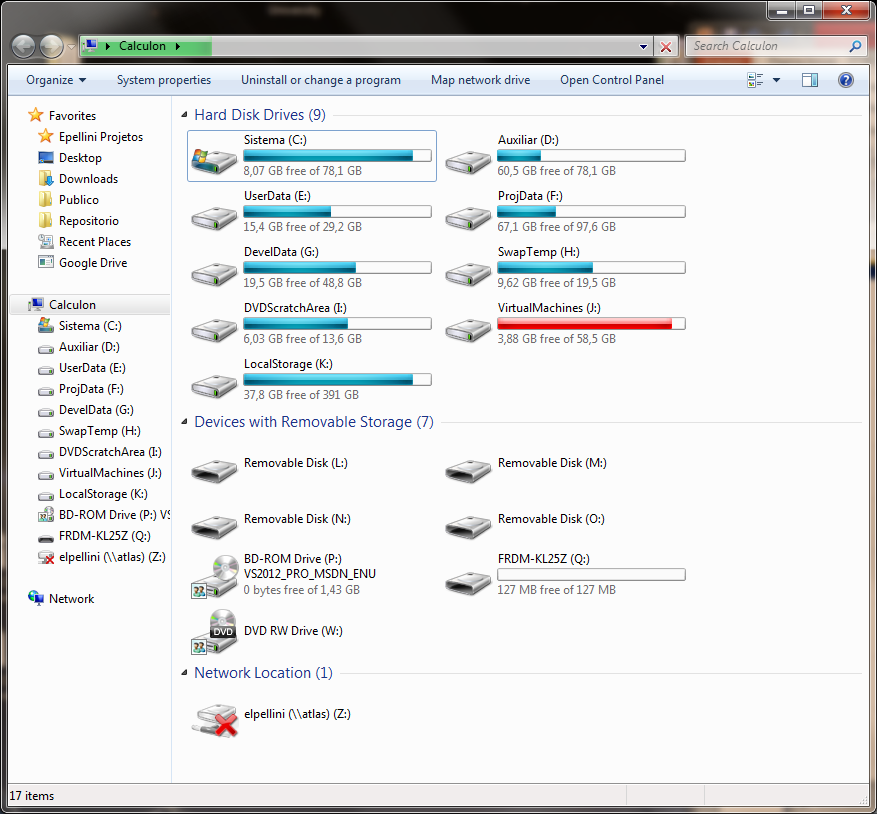 Calculon
Search Calculon
Organize
System properties
Uninstall or change a program
Map network drive
Open Control Panel
Favorites
Epellini Projetos
Desktop
Downloads
Publico
Repositorio
Recent Places
Google Drive
Calculon
Sistema (C:)
Auxiliar (D:)
UserData (E:)
ProjData (F:)
DevelData (G:)
SwapTemp (H:)
DVDScratchArea (I:)
VirtualMachines (J:)
LocalStorage (K:)
BD-ROM Drive (P:) VS
FRDM-KL25Z (Q:)
elpellini (\\atlas) (Z:)
Network
Hard Disk Drives (9)
Sistema (C:)
8,07 GB free of 78,1 GB
Auxiliar (D:)
60,5 GB free of 78,1 GB
UserData (E:)
15,4 GB free of 29,2 GB
ProjData (F:)
67,1 GB free of 97,6 GB
DevelData (G:)
19,5 GB free of 48,8 GB
SwapTemp (H:)
9,62 GB free of 19,5 GB
DVDScratchArea (I:)
6,03 GB free of 13,6 GB
VirtualMachines (J:)
3,88 GB free of 58,5 GB
LocalStorage (K:)
37,8 GB free of 391 GB
Devices with Removable Storage (7)
Removable Disk (L:)
Removable Disk (M:)
Removable Disk (N:)
Removable Disk (O:)
BD-ROM Drive (P:)
VS2012_PRO_MSDN_ENU
0 bytes free of 1,43 GB
FRDM-KL25Z (Q:)
127 MB free of 127 MB
DVD
DVD RW Drive (W:)
Network Location (1)
elpellini (\\atlas) (Z:)
17 items